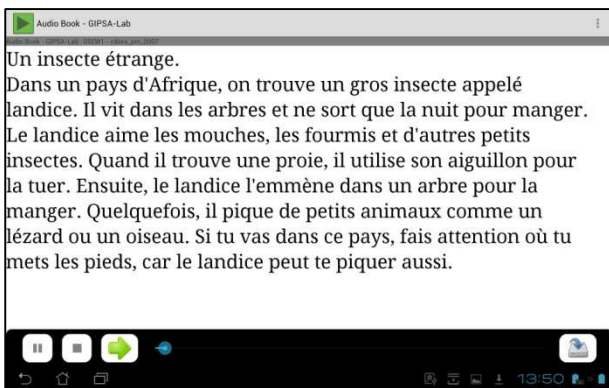 Audio Book - GIPSA-Lab
Un insecte étrange.
Dans un pays d'Afrique, on trouve un gros insecte appelé
landice. Il vit dans les arbres et ne sort que la nuit pour manger.
Le landice aime les mouches, les fourmis et d'autres petits
insectes. Quand il trouve une proie, il utilise son aiguillon pour
la tuer. Ensuite, le landice l'emmène dans un arbre pour la
manger. Quelquefois, il pique de petits animaux comme un
lézard ou un oiseau. Si tu vas dans ce pays, fais attention où tu
mets les pieds, car le landice peut te piquer aussi.
13:50